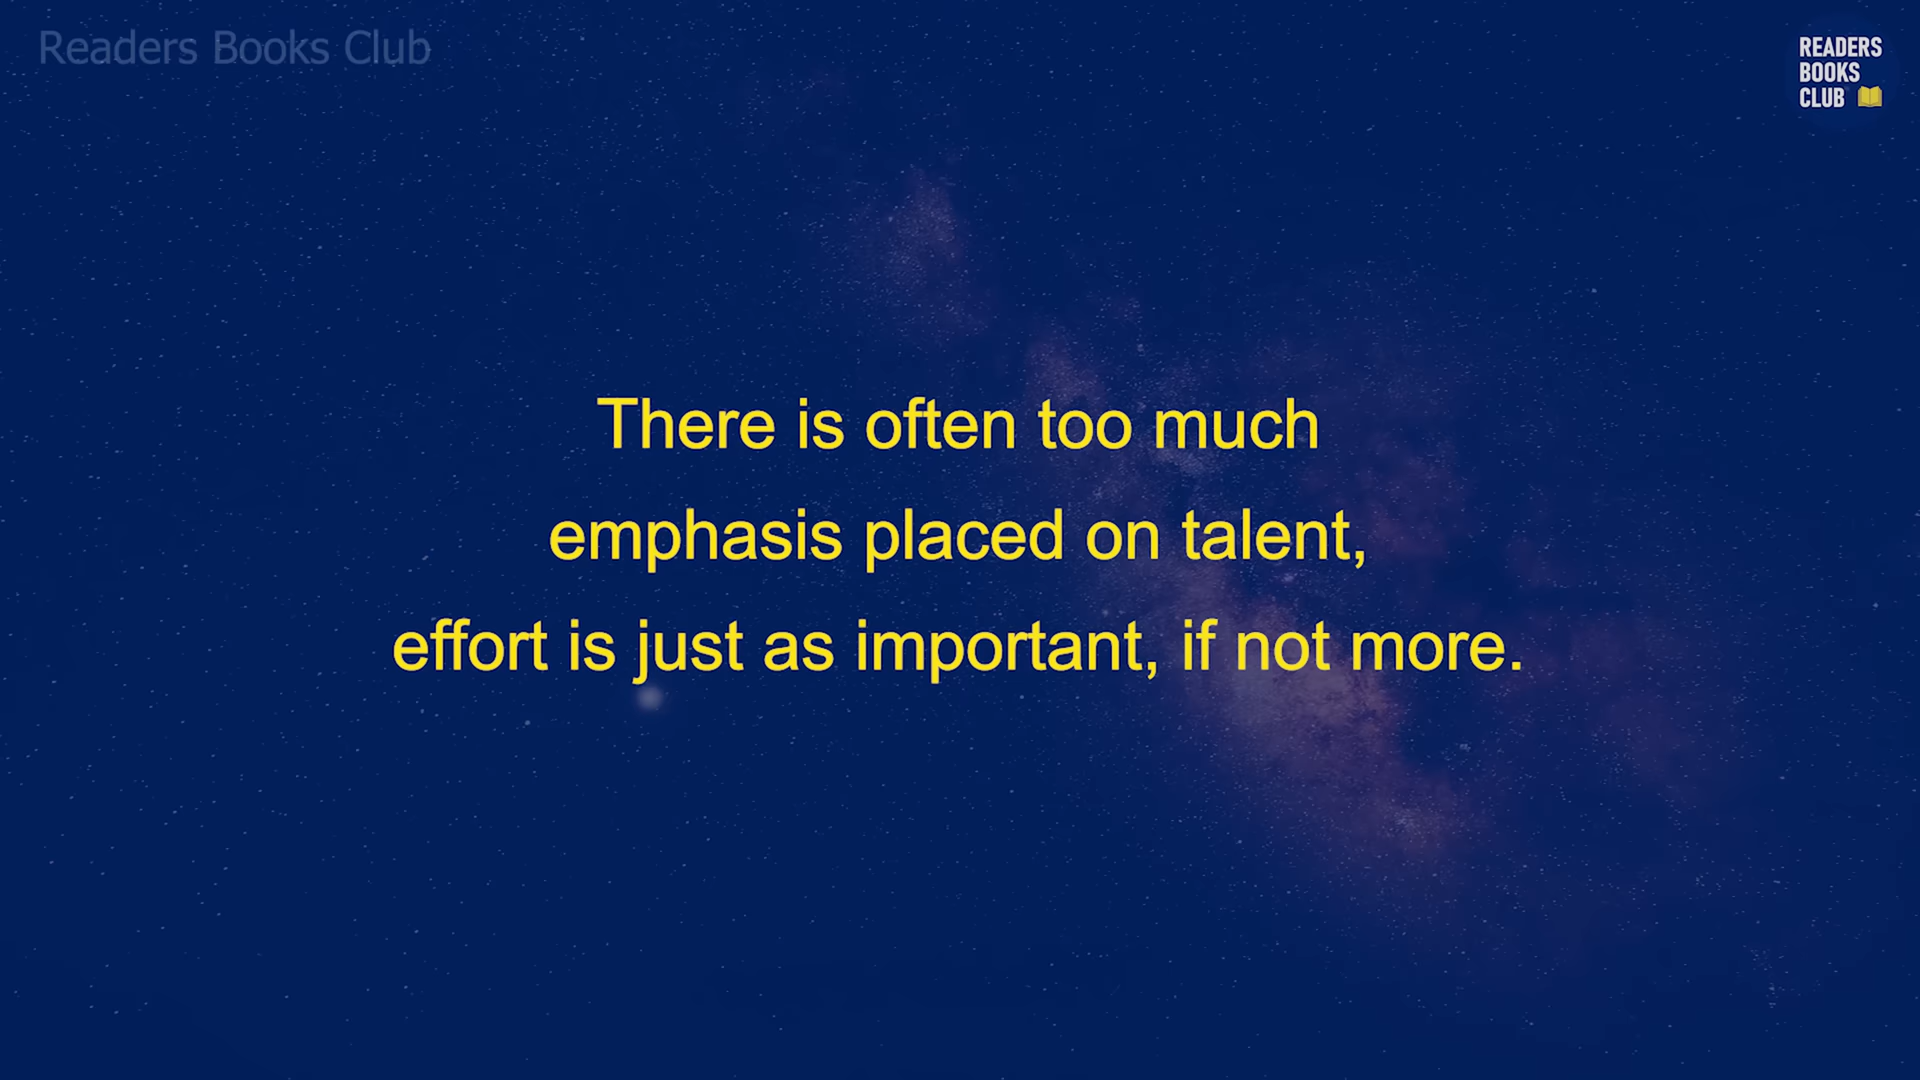 Readers Books Club
READERS
BOOKS
CLUB
There is often too much
emphasis placed on talent,
effort is just as important, if not more.